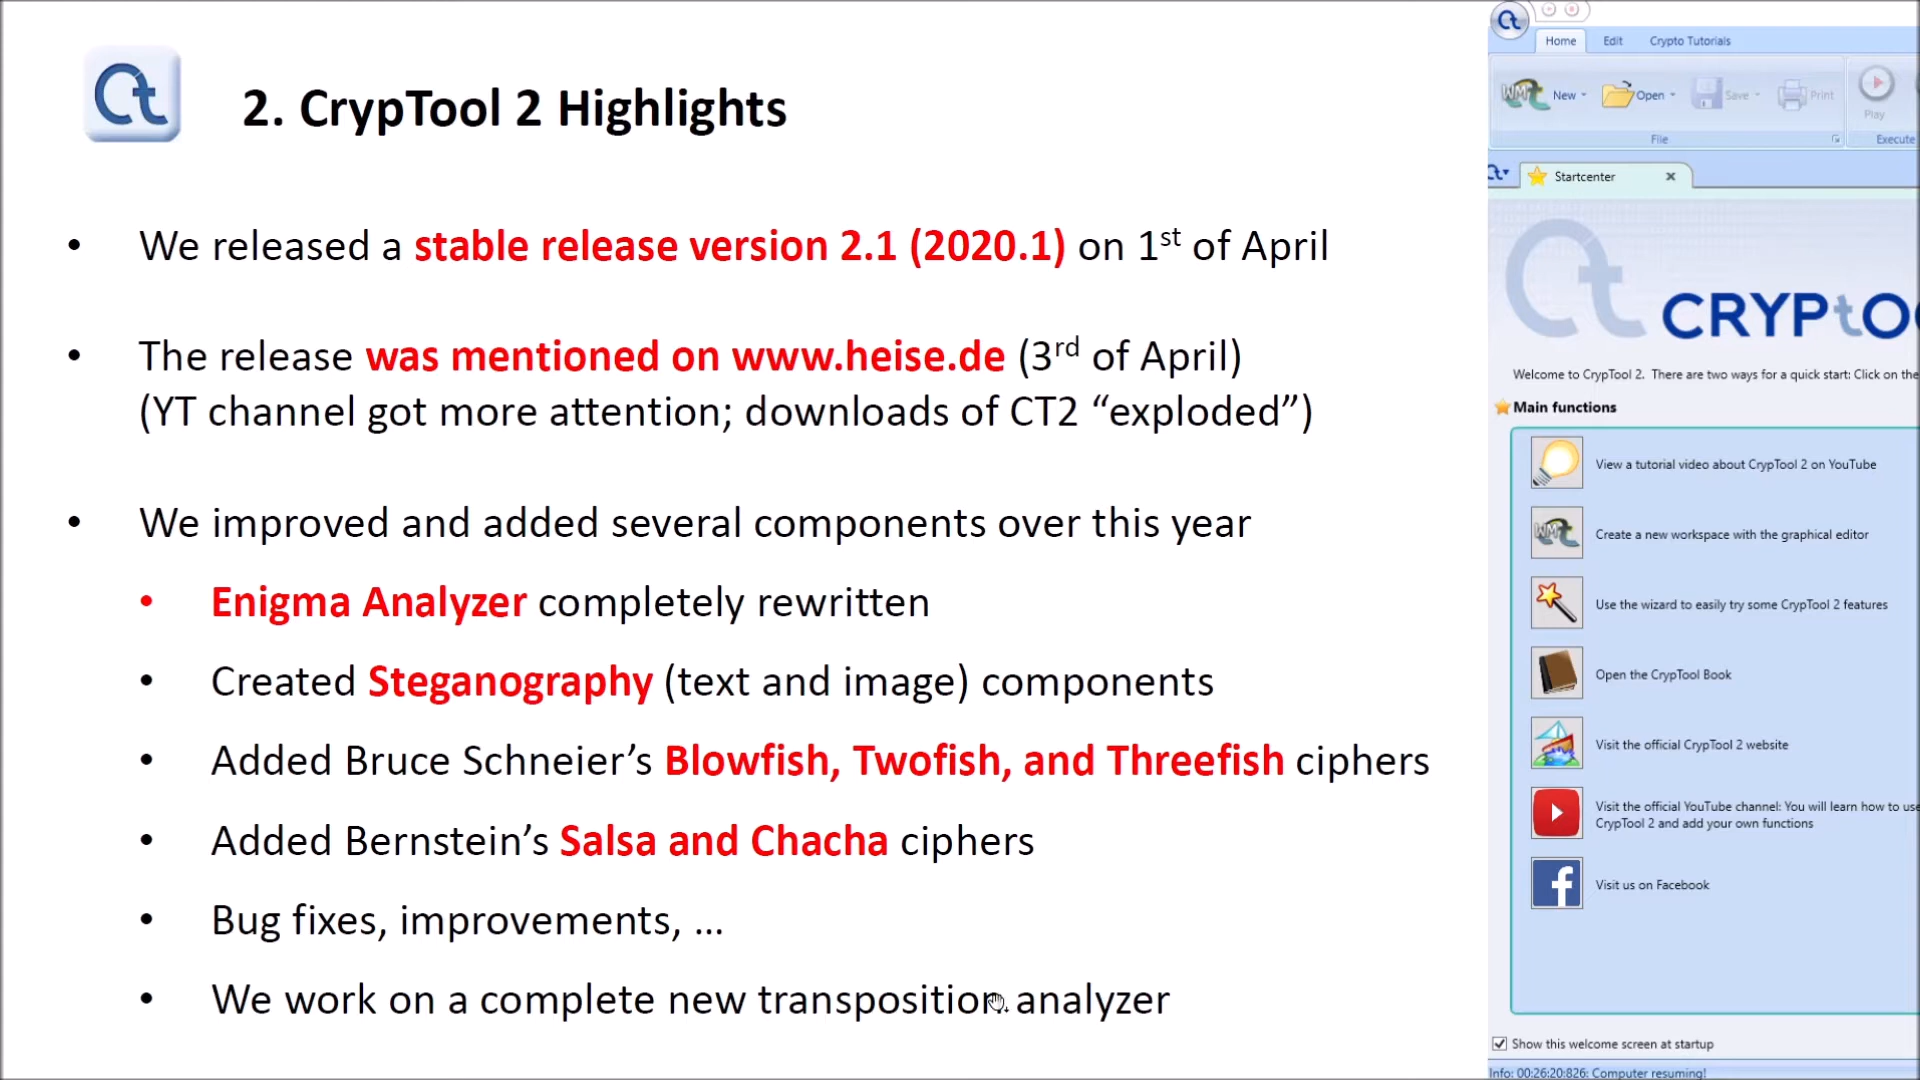 2. CrypTool 2 Highlights
• We released a stable release version 2.1 (2020.1) on 1st of April
• The release was mentioned on www.heise.de (3rd of April)
(YT channel got more attention; downloads of CT2 “exploded”)
• We improved and added several components over this year
• Enigma Analyzer completely rewritten
• Created Steganography (text and image) components
• Added Bruce Schneier’s Blowfish, Twofish, and Threefish ciphers
• Added Bernstein’s Salsa and Chacha ciphers
• Bug fixes, improvements, ...
• We work on a complete new transposition analyzer
Home Edit Crypto Tutorials
New Open Save Print Play
File Execute
Startcenter
CRYPtO
Welcome to CrypTool 2. There are two ways for a quick start: Click on the
Main functions
View a tutorial video about CrypTool 2 on YouTube
Create a new workspace with the graphical editor
Use the wizard to easily try some CrypTool 2 features
Open the CrypTool Book
Visit the official CrypTool 2 website
Visit the official YouTube channel: You will learn how to use
CrypTool 2 and add your own functions
Visit us on Facebook
Show this welcome screen at startup
Info: 00:26:20:826: Computer resuming!